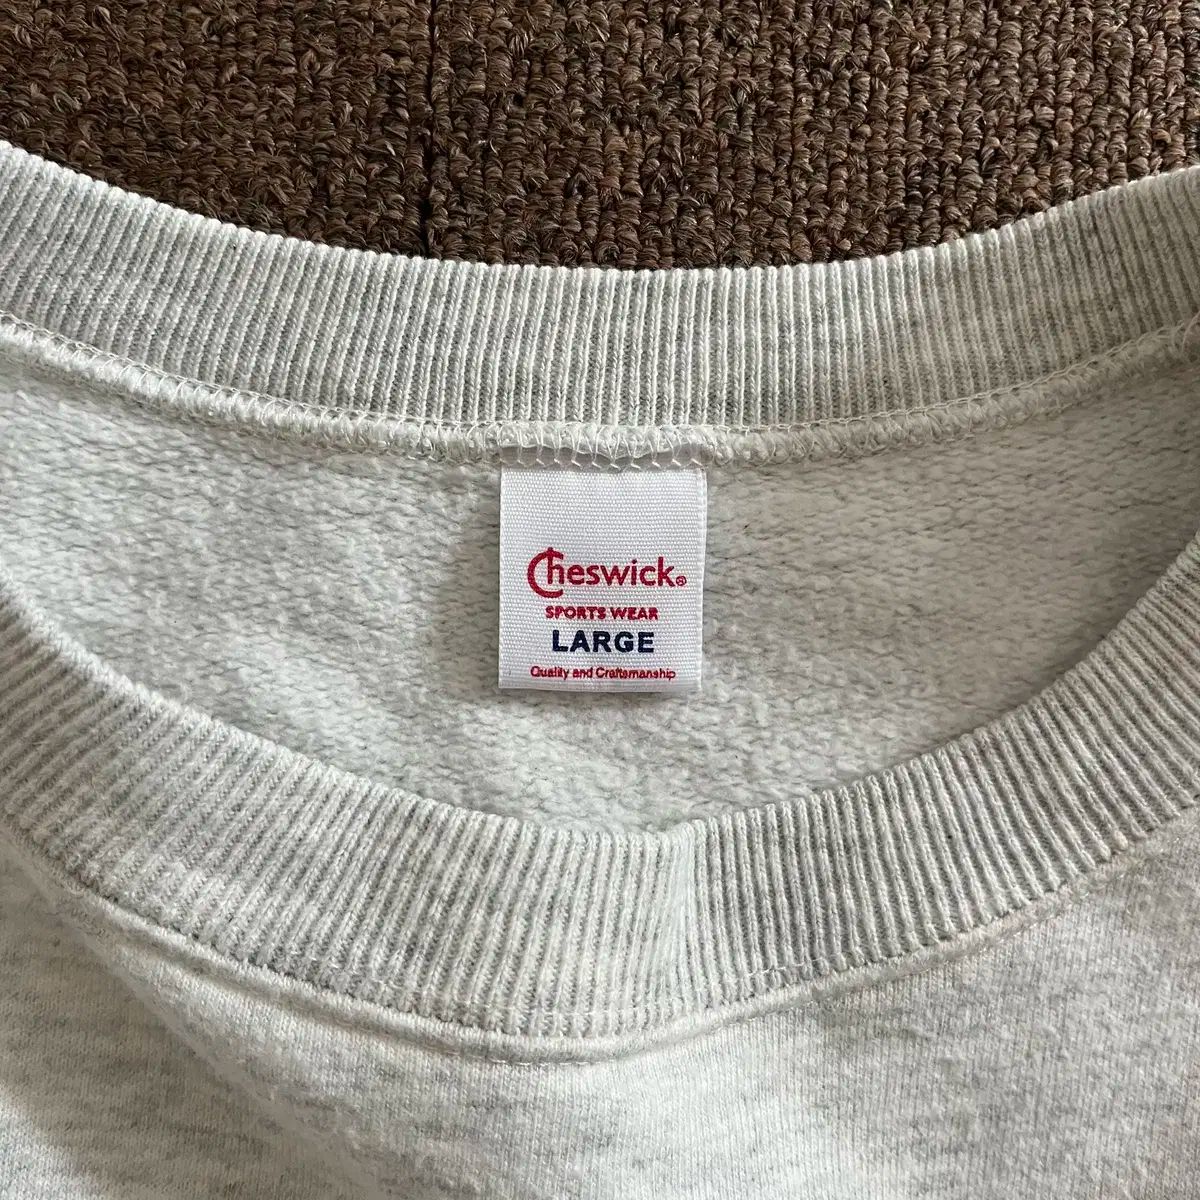 Cheswick®
SPORTS WEAR
LARGE
Quality and Craftsmanship